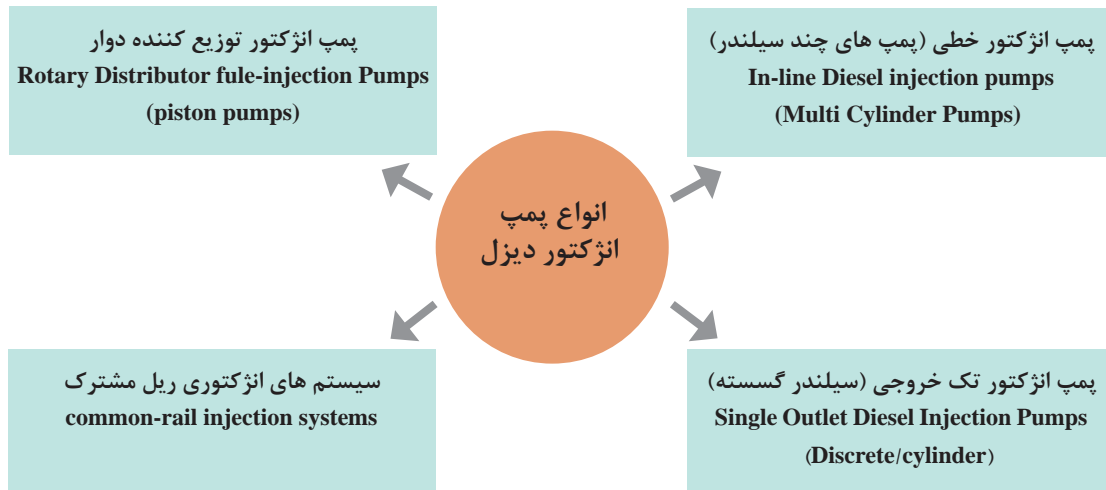 پمپ انژکتور خطی (پمپ های چند سیلندر)
In-line Diesel injection pumps
(Multi Cylinder Pumps)
پمپ انژکتور توزیع کننده دوار
Rotary Distributor fule-injection Pumps
(piston pumps)
انواع پمپ
انژکتور دیزل
پمپ انژکتور تک خروجی (سیلندر گسسته)
Single Outlet Diesel Injection Pumps
(Discrete/cylinder)
سیستم های انژکتوری ریل مشترک
common-rail injection systems